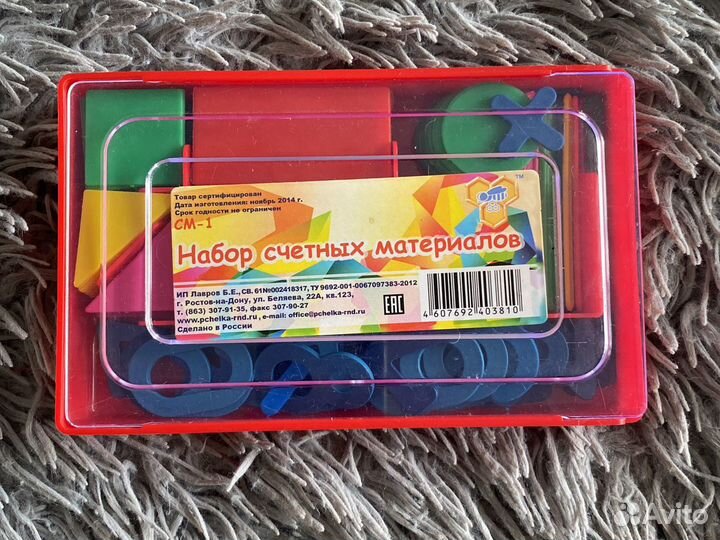 Товар сертифицирован
Дата изготовления: ноябрь 2014 г.
Срок годности не ограничен
СМ-1
ТМ
Набор счетных материалов
ИП Лавров Б.Е., СВ. 61№002418317, ТУ 9692-001-0067097383-2012
г. Ростов-на-Дону, ул. Беляева, 22А, кв.123,
т. (863) 307-91-35, факс 307-90-27
www.pchelka-rnd.ru, e-mail: office@pchelka-rnd.ru
Сделано в России
EAC
4 607692 403810
Avito